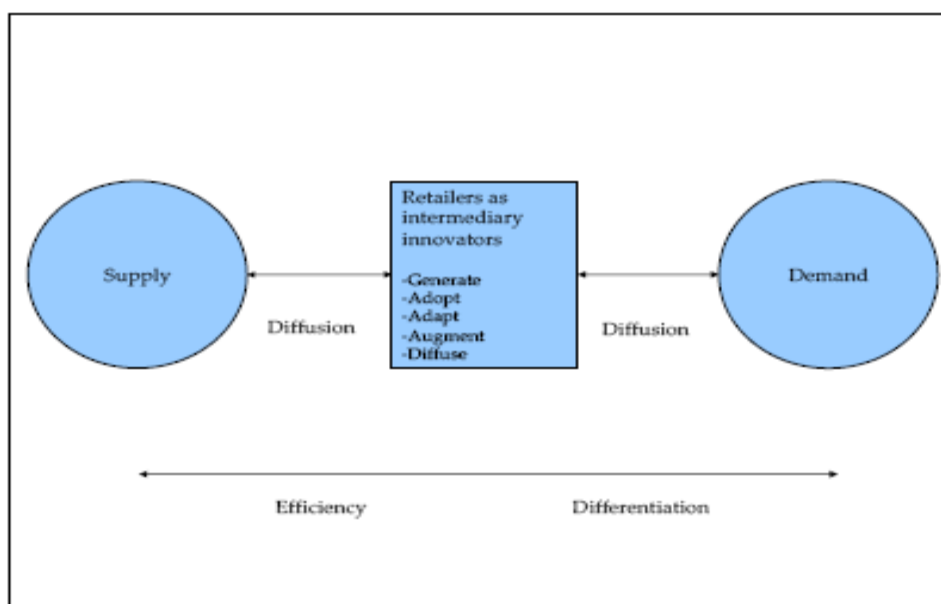 Retailers as
intermediary
innovators
-Generate
-Adopt
-Adapt
-Augment
-Diffuse
Supply
Demand
Diffusion
Diffusion
Efficiency
Differentiation